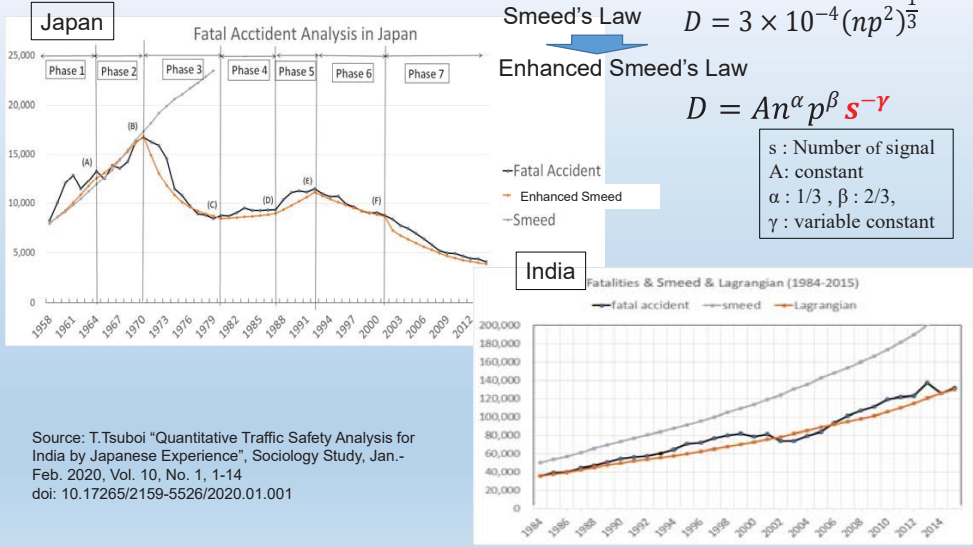 Japan
Fatal Acctident Analysis in Japan
25,000
20,000
15,000
10,000
5,000
0
Phase 1
Phase 2
Phase 3
Phase 4
Phase 5
Phase 6
Phase 7
(A)
(B)
(C)
(D)
(E)
(F)
1958
1961
1964
1967
1970
1973
1976
1979
1982
1985
1988
1991
1994
1997
2000
2003
2006
2009
2012
Fatal Accident
Enhanced Smeed
Smeed
Smeed’s Law
D = 3 × 10⁻⁴(np²)^(1/3)
Enhanced Smeed’s Law
D = Anᵅpᵝs⁻ᵞ
s : Number of signal
A: constant
α : 1/3 , β : 2/3,
γ : variable constant
India
Fatalities & Smeed & Lagrangian (1984-2015)
fatal accident
smeed
Lagrangian
200,000
180,000
160,000
140,000
120,000
100,000
80,000
60,000
40,000
20,000
0
1984
1986
1988
1990
1992
1994
1996
1998
2000
2002
2004
2006
2008
2010
2012
2014
Source: T.Tsuboi “Quantitative Traffic Safety Analysis for
India by Japanese Experience”, Sociology Study, Jan.-
Feb. 2020, Vol. 10, No. 1, 1-14
doi: 10.17265/2159-5526/2020.01.001